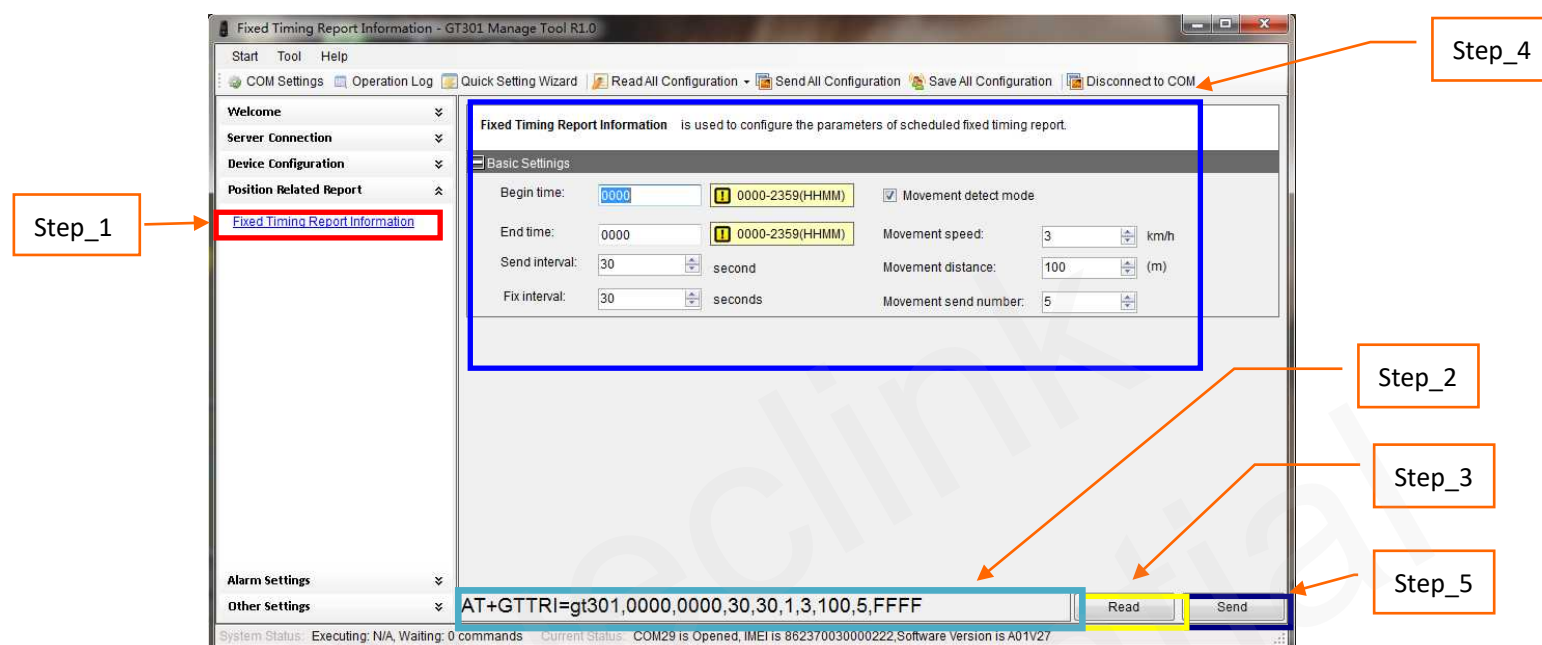 Fixed Timing Report Information - GT301 Manage Tool R1.0
Step_4
Start Tool Help
COM Settings Operation Log Quick Setting Wizard Read All Configuration Send All Configuration Save All Configuration Disconnect to COM
Welcome
Server Connection
Device Configuration
Position Related Report
Fixed Timing Report Information
Step_1
Fixed Timing Report Information is used to configure the parameters of scheduled fixed timing report.
Basic Settinigs
Begin time: 0000 0000-2359(HHMM) Movement detect mode
End time: 0000 0000-2359(HHMM) Movement speed: 3 km/h
Send interval: 30 second Movement distance: 100 (m)
Fix interval: 30 seconds Movement send number: 5
Step_2
Step_3
Step_5
Alarm Settings
Other Settings
AT+GTTRI=gt301,0000,0000,30,30,1,3,100,5,FFFF Read Send
System Status: Executing: N/A, Waiting: 0 commands Current Status: COM29 is Opened, IMEI is 862370030000222,Software Version is A01V27